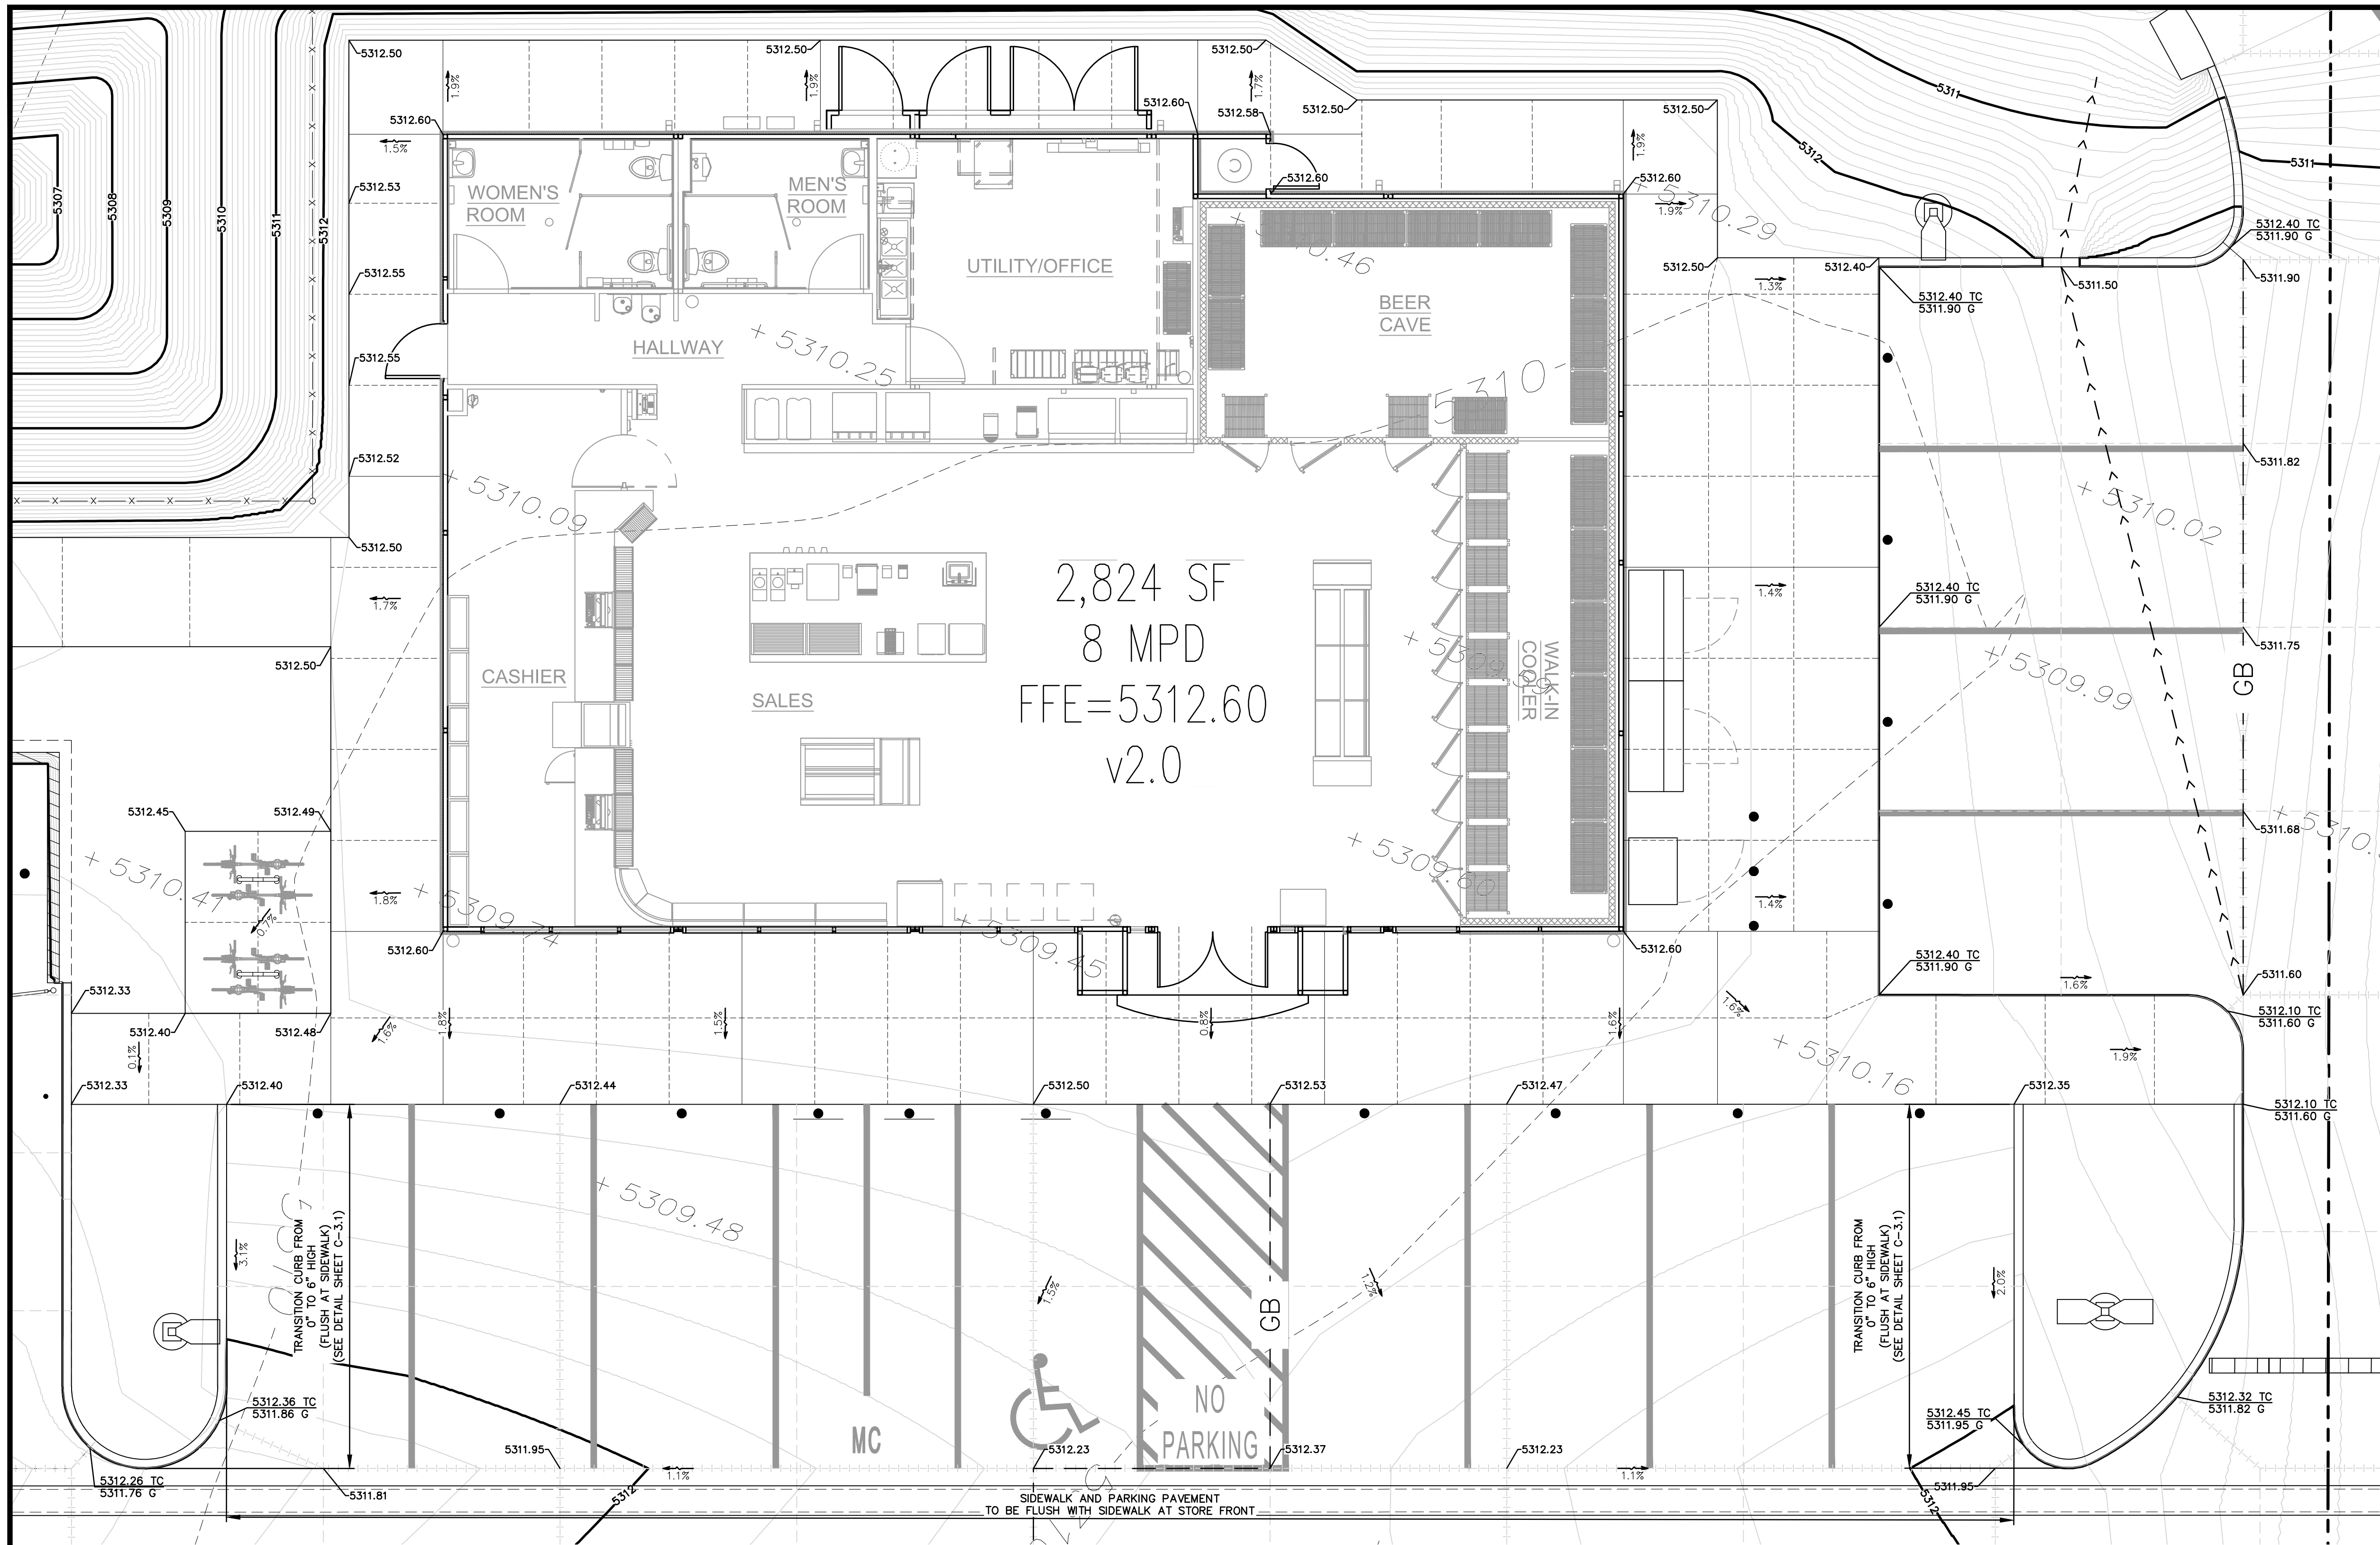 5312.50
5312.50
5312.50
1.9%
1.9%
1.7%
5312.60
5312.60
5312.58
5312.50
5312.50
5311
5312
5311
1.5%
1.9%
5307
5308
5309
5310
5311
5312
5312.53
WOMEN'S
ROOM
MEN'S
ROOM
UTILITY/OFFICE
5312.60
5312.60
1.9%
+ 5310.29
5312.40 TC
5311.90 G
5312.50
5312.40
5311.90
5312.55
BEER
CAVE
1.3%
5312.40 TC
5311.90 G
5311.50
5312.55
HALLWAY
+ 5310.25
5310
5312.52
+ 5310.09
5311.82
+ 5310.02
5312.50
2,824 SF
8 MPD
FFE=5312.60
v2.0
1.7%
1.4%
5312.40 TC
5311.90 G
5311.75
+ 5309.99
GB
5312.50
CASHIER
SALES
WALK-IN
COOLER
5312.45
5312.49
5311.68
+ 5310.47
0.7%
1.8%
+ 5309.74
+ 5309.45
+ 5309.60
1.4%
5312.60
5312.60
5312.40 TC
5311.90 G
5311.60
1.6%
5312.33
5312.40
5312.48
1.6%
1.8%
1.5%
0.8%
1.6%
1.6%
5312.10 TC
5311.60 G
0.1%
+ 5310.16
1.9%
5312.33
5312.40
5312.44
5312.50
5312.53
5312.47
5312.35
5312.10 TC
5311.60 G
+ 5309.48
3.1%
TRANSITION CURB FROM
0" TO 6" HIGH
(FLUSH AT SIDEWALK)
(SEE DETAIL SHEET C-3.1)
1.5%
GB
1.2%
TRANSITION CURB FROM
0" TO 6" HIGH
(FLUSH AT SIDEWALK)
(SEE DETAIL SHEET C-3.1)
2.0%
5312.36 TC
5311.86 G
MC
NO
PARKING
5312.32 TC
5311.82 G
5312.45 TC
5311.95 G
5311.95
5312.23
5312.37
5312.23
5312.26 TC
5311.76 G
5311.81
1.1%
1.1%
5311.95
5312
5312
SIDEWALK AND PARKING PAVEMENT
TO BE FLUSH WITH SIDEWALK AT STORE FRONT